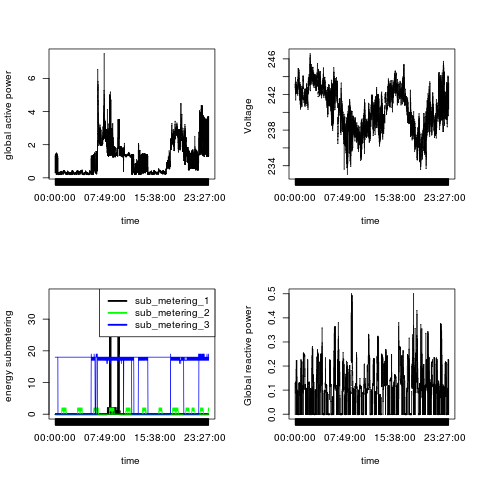 global active power
6
4
2
0
00:00:00 07:49:00 15:38:00 23:27:00
time
Voltage
246
242
238
234
00:00:00 07:49:00 15:38:00 23:27:00
time
energy submetering
30
20
10
0
sub_metering_1
sub_metering_2
sub_metering_3
00:00:00 07:49:00 15:38:00 23:27:00
time
Global reactive power
0.5
0.4
0.3
0.2
0.1
0.0
00:00:00 07:49:00 15:38:00 23:27:00
time